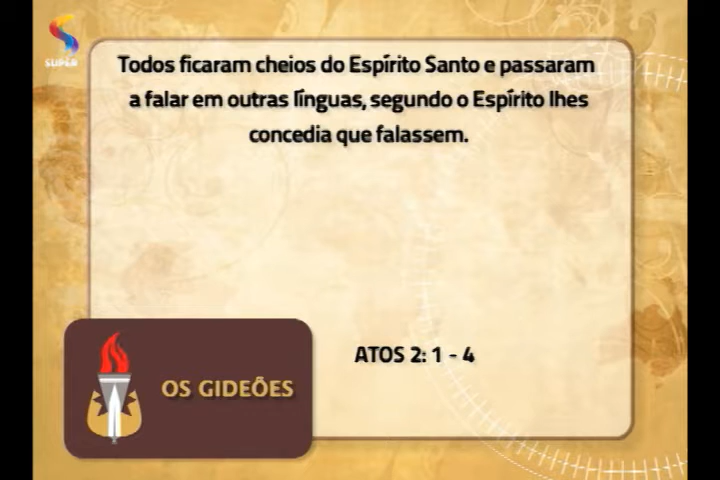 SUPER
Todos ficaram cheios do Espírito Santo e passaram
a falar em outras línguas, segundo o Espírito lhes
concedia que falassem.
ATOS 2: 1 - 4
OS GIDEÕES